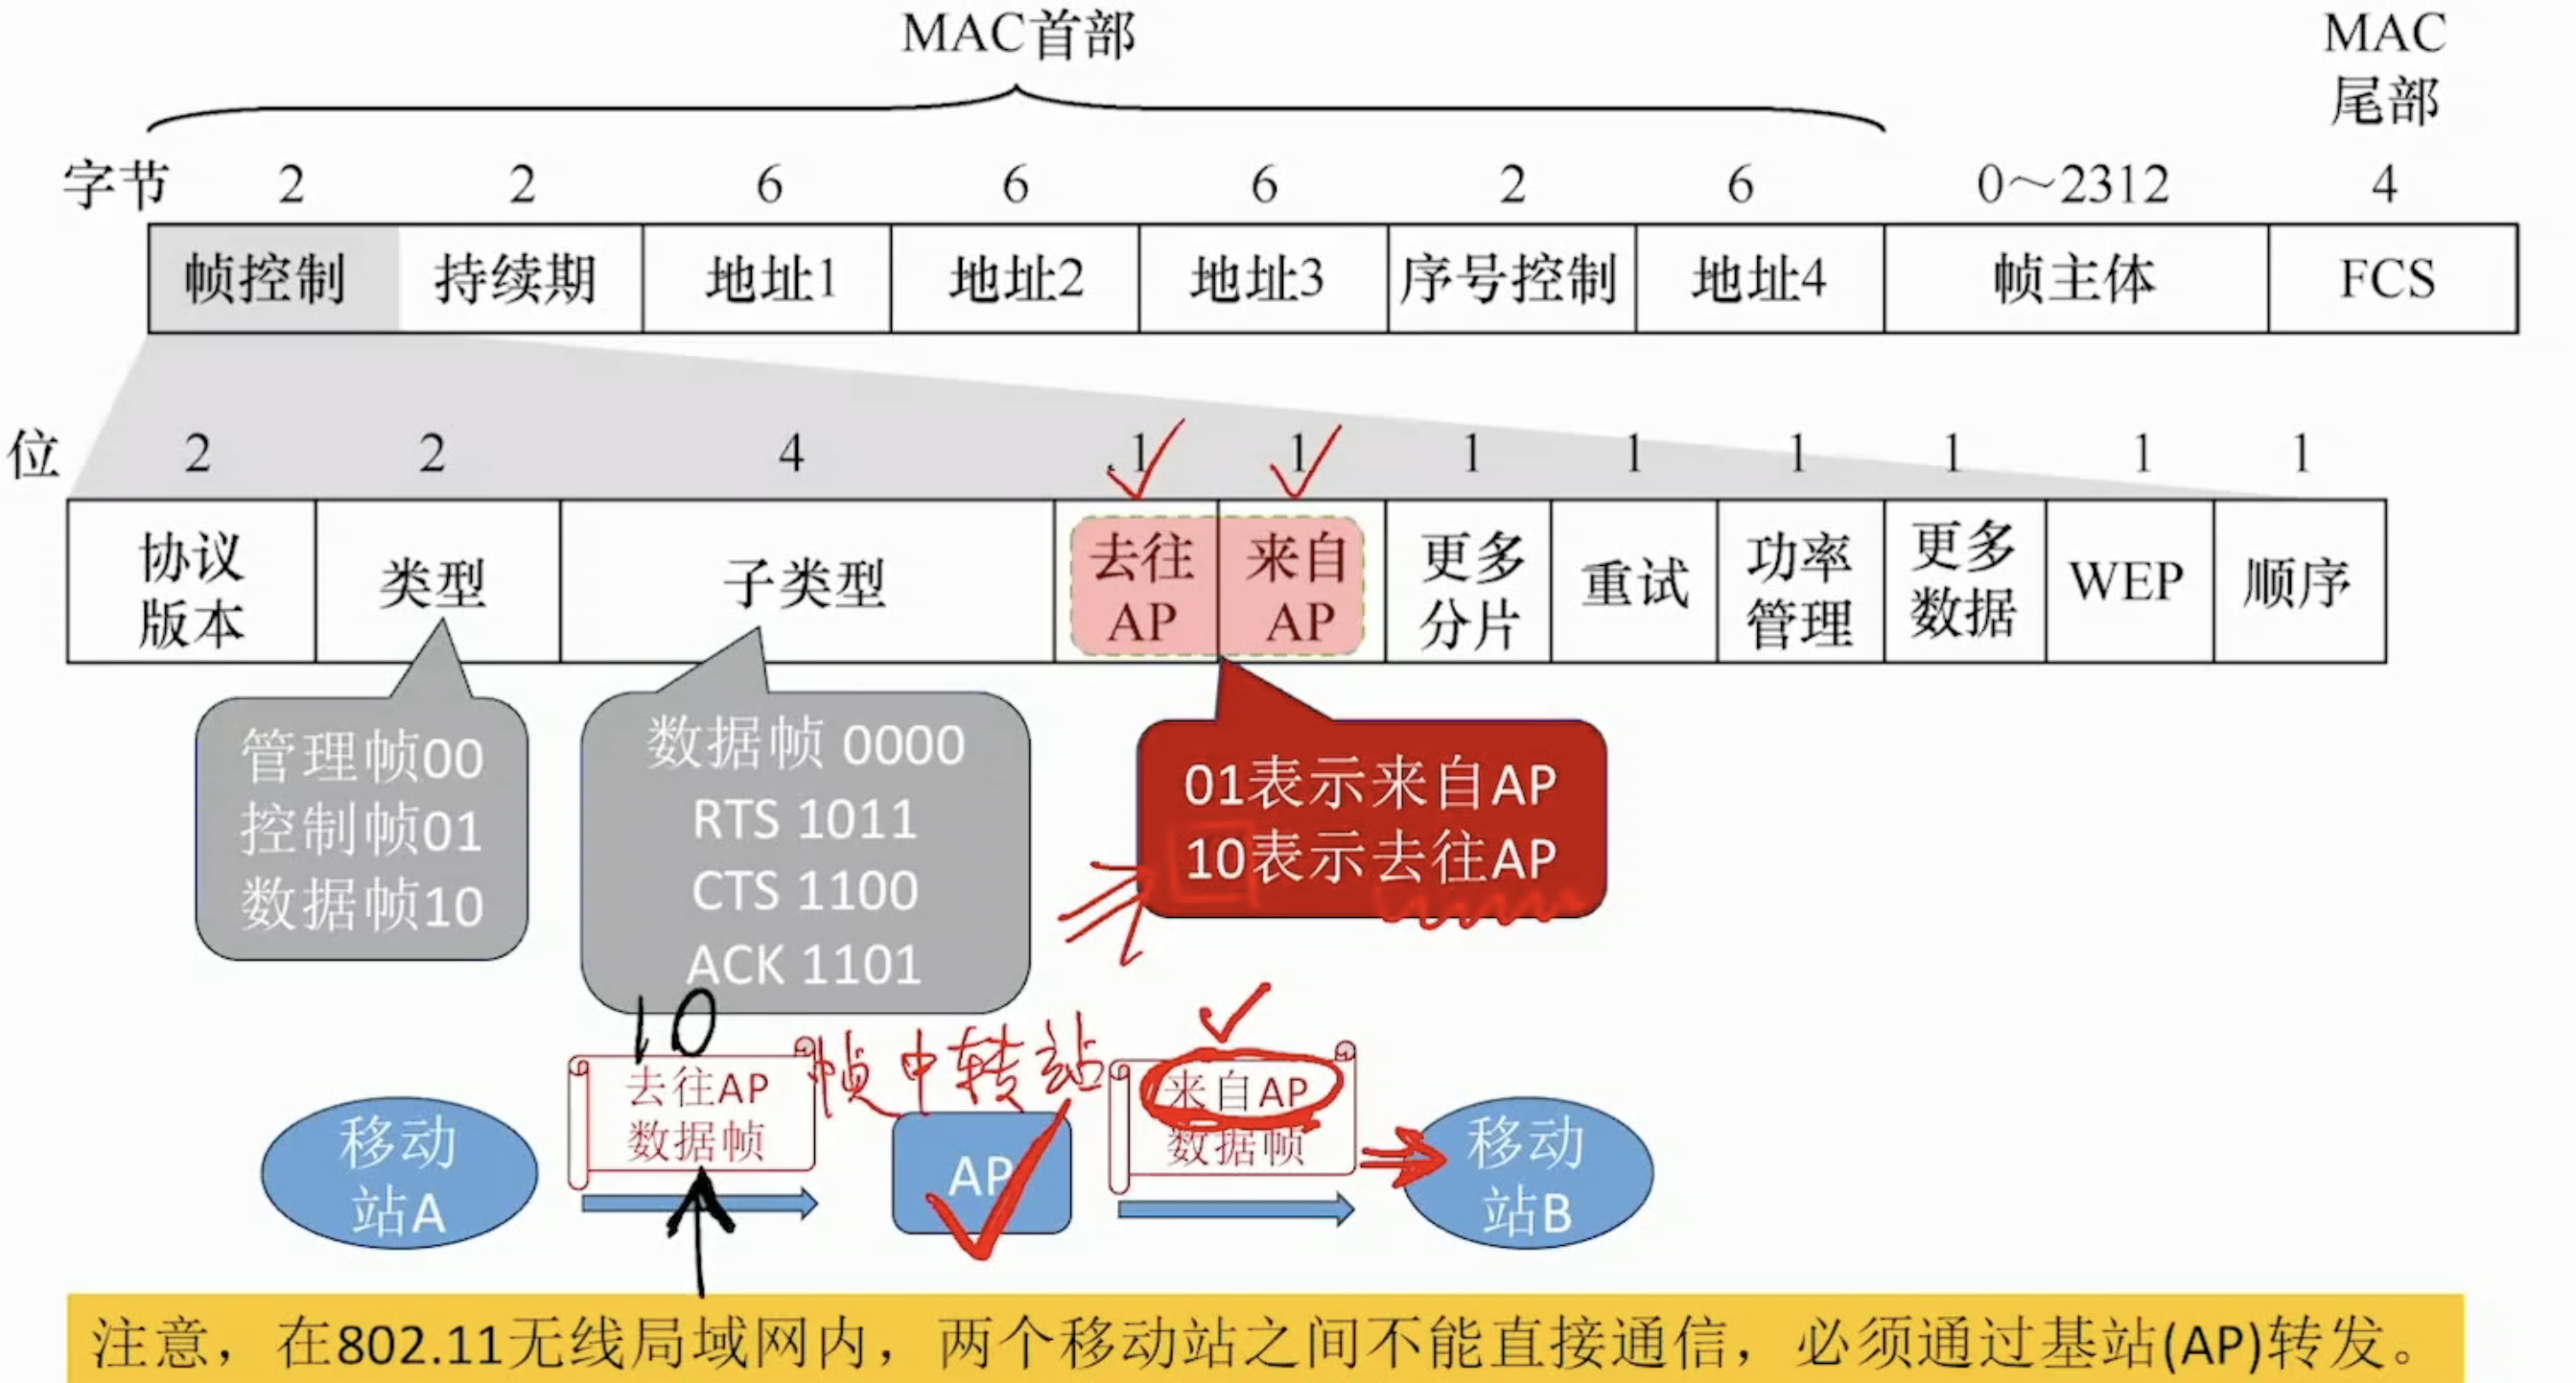 MAC首部
MAC
尾部
字节 2 2 6 6 6 2 6 0～2312 4
帧控制 持续期 地址1 地址2 地址3 序号控制 地址4 帧主体 FCS
位 2 2 4 1 1 1 1 1 1 1 1
协议
版本
类型
子类型
去往
AP
来自
AP
更多
分片
重试
功率
管理
更多
数据
WEP
顺序
管理帧00
控制帧01
数据帧10
数据帧 0000
RTS 1011
CTS 1100
ACK 1101
01表示来自AP
10表示去往AP
10
帧中转站
移动
站A
去往AP
数据帧
AP
来自AP
数据帧
移动
站B
注意，在802.11无线局域网内，两个移动站之间不能直接通信，必须通过基站(AP)转发。